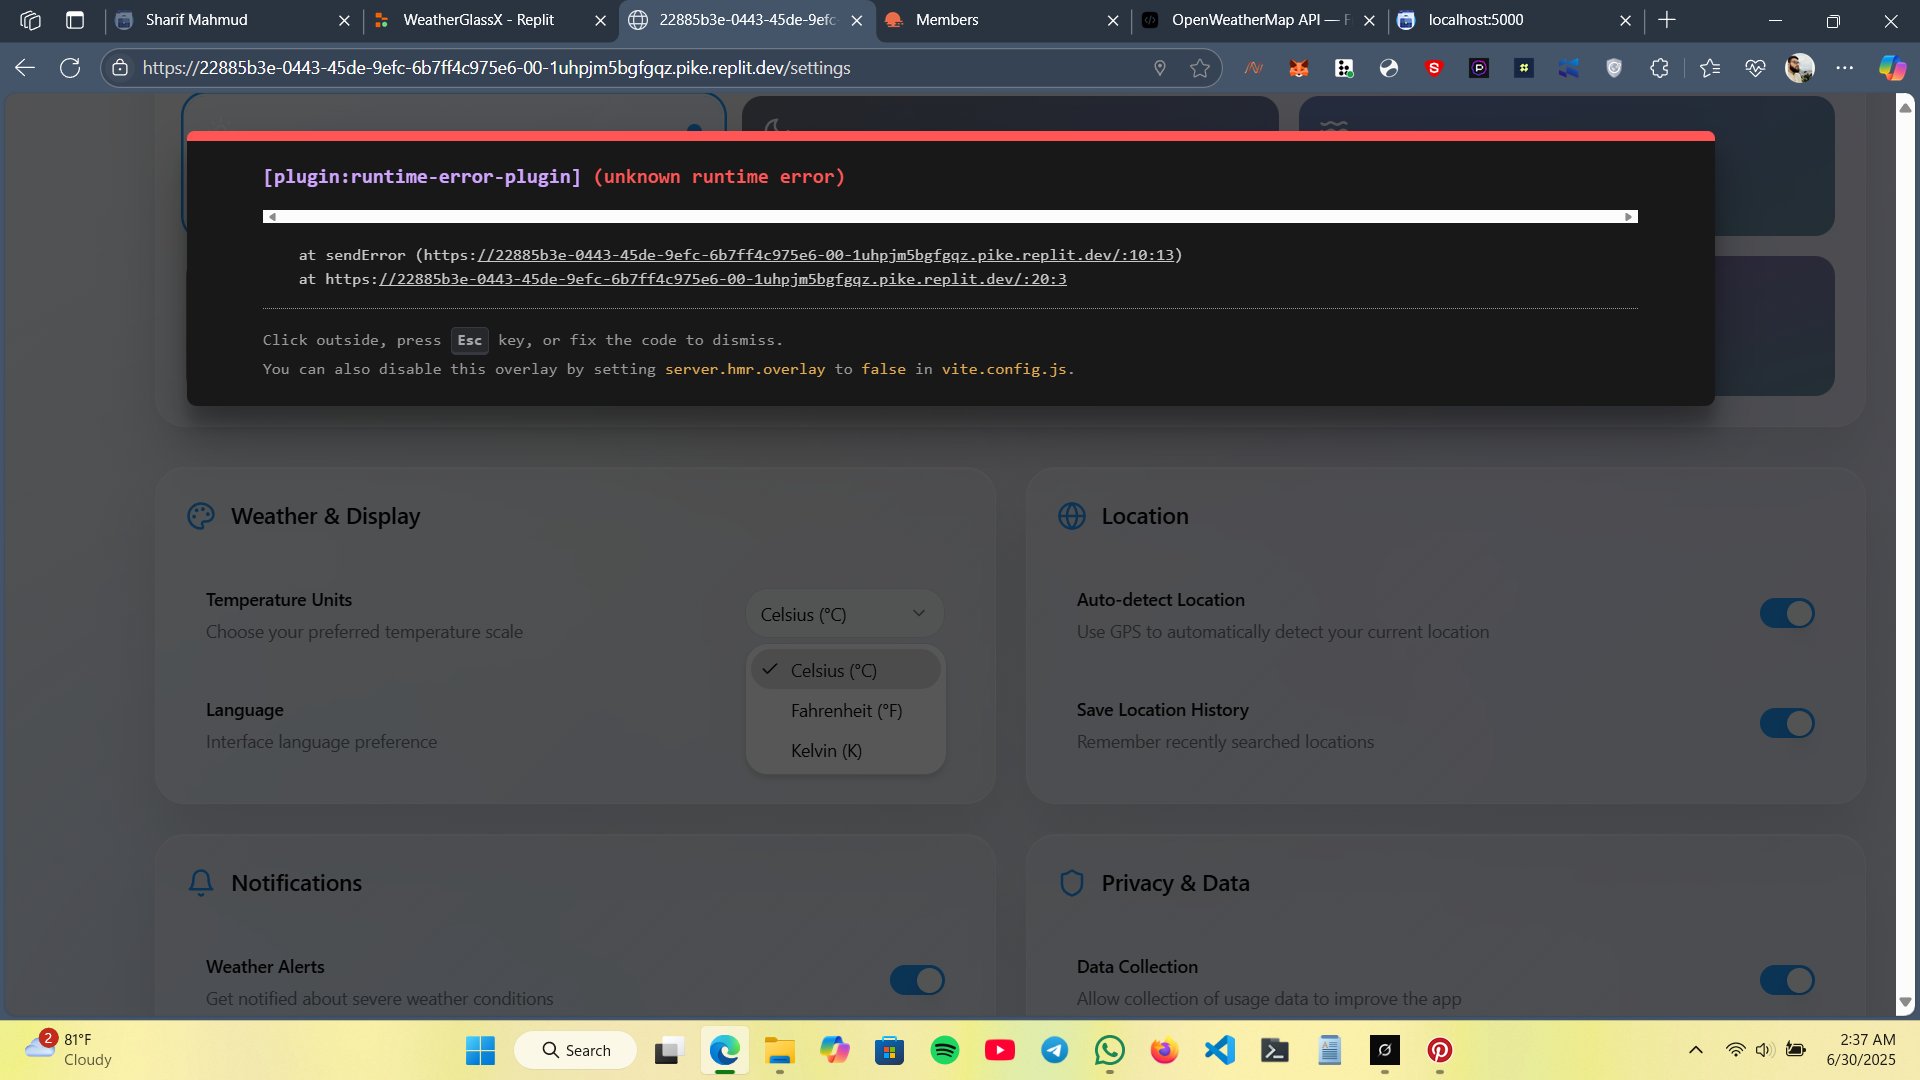 Sharif Mahmud
WeatherGlassX - Replit
22885b3e-0443-45de-9efc-
Members
OpenWeatherMap API — F
localhost:5000
https://22885b3e-0443-45de-9efc-6b7ff4c975e6-00-1uhpjm5bgfgqz.pike.replit.dev/settings
[plugin:runtime-error-plugin] (unknown runtime error)
at sendError (https://22885b3e-0443-45de-9efc-6b7ff4c975e6-00-1uhpjm5bgfgqz.pike.replit.dev/:10:13)
at https://22885b3e-0443-45de-9efc-6b7ff4c975e6-00-1uhpjm5bgfgqz.pike.replit.dev/:20:3
Click outside, press Esc key, or fix the code to dismiss.
You can also disable this overlay by setting server.hmr.overlay to false in vite.config.js.
Weather & Display
Temperature Units
Choose your preferred temperature scale
Celsius (°C)
Celsius (°C)
Fahrenheit (°F)
Kelvin (K)
Language
Interface language preference
Location
Auto-detect Location
Use GPS to automatically detect your current location
Save Location History
Remember recently searched locations
Notifications
Weather Alerts
Get notified about severe weather conditions
Privacy & Data
Data Collection
Allow collection of usage data to improve the app
2
81°F
Cloudy
Search
2:37 AM
6/30/2025